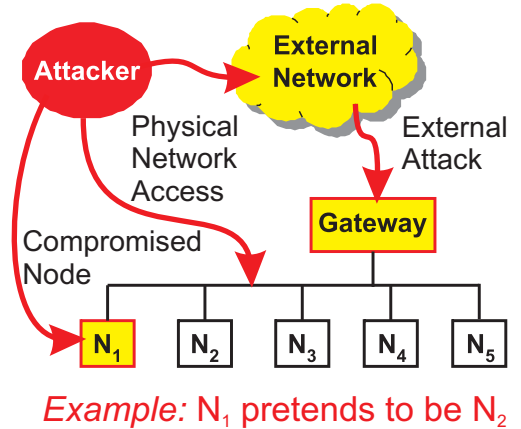 Attacker
External
Network
Physical
Network
Access
External
Attack
Gateway
Compromised
Node
N₁ N₂ N₃ N₄ N₅
Example: N₁ pretends to be N₂